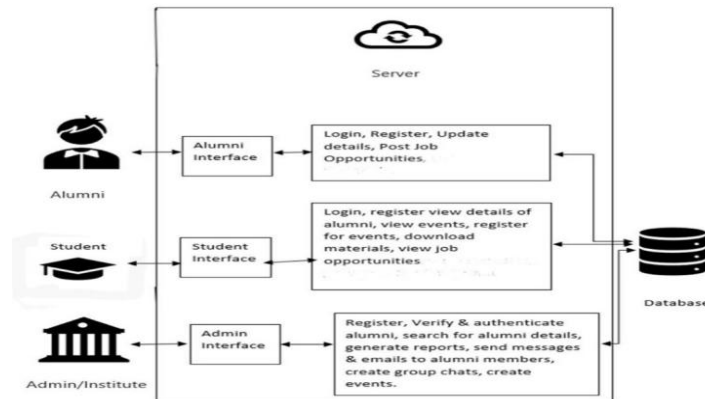 Server
Alumni
Interface
Login, Register, Update
details, Post Job
Opportunities,
Alumni
Student
Student
Interface
Login, register view details of
alumni, view events, register
for events, download
materials, view job
opportunities
Database
Admin
Interface
Register, Verify & authenticate
alumni, search for alumni details,
generate reports, send messages
& emails to alumni members,
create group chats, create
events.
Admin/Institute